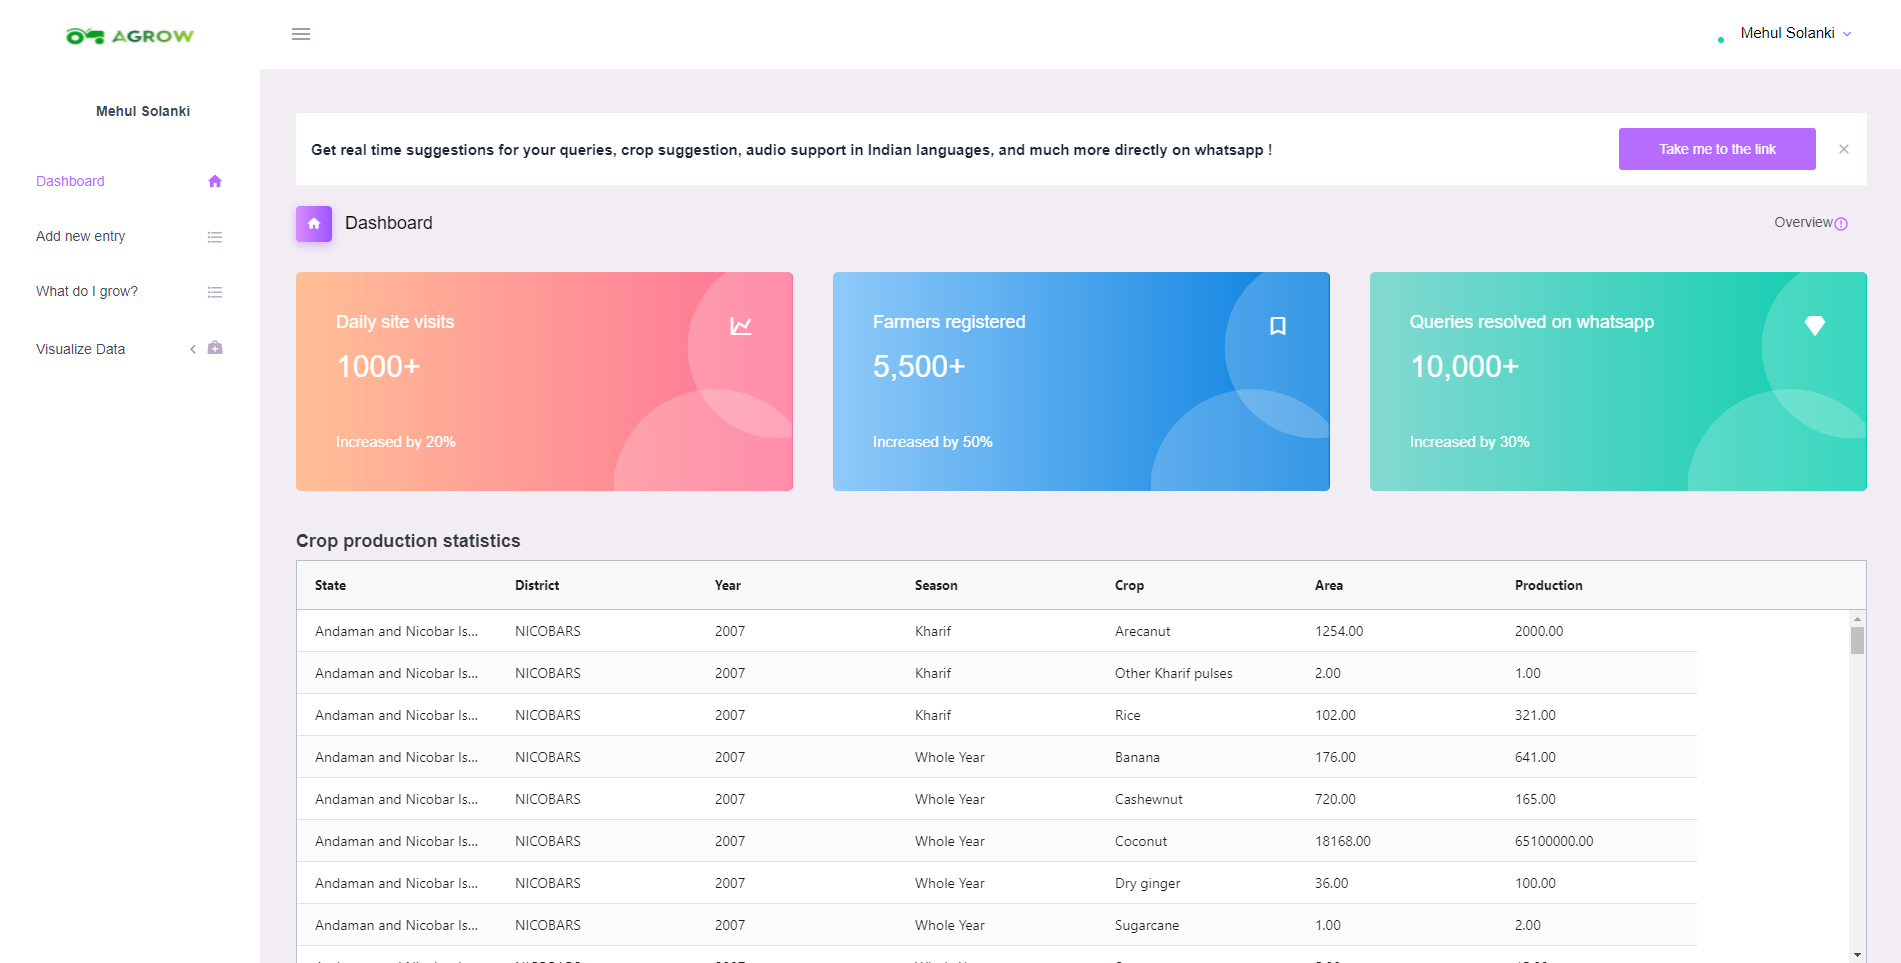 AGROW
Mehul Solanki
Mehul Solanki
Dashboard
Add new entry
What do I grow?
Visualize Data
Get real time suggestions for your queries, crop suggestion, audio support in Indian languages, and much more directly on whatsapp !
Take me to the link
Dashboard
Overview
Daily site visits
1000+
Increased by 20%
Farmers registered
5,500+
Increased by 50%
Queries resolved on whatsapp
10,000+
Increased by 30%
Crop production statistics
State District Year Season Crop Area Production
Andaman and Nicobar Is... NICOBARS 2007 Kharif Arecanut 1254.00 2000.00
Andaman and Nicobar Is... NICOBARS 2007 Kharif Other Kharif pulses 2.00 1.00
Andaman and Nicobar Is... NICOBARS 2007 Kharif Rice 102.00 321.00
Andaman and Nicobar Is... NICOBARS 2007 Whole Year Banana 176.00 641.00
Andaman and Nicobar Is... NICOBARS 2007 Whole Year Cashewnut 720.00 165.00
Andaman and Nicobar Is... NICOBARS 2007 Whole Year Coconut 18168.00 65100000.00
Andaman and Nicobar Is... NICOBARS 2007 Whole Year Dry ginger 36.00 100.00
Andaman and Nicobar Is... NICOBARS 2007 Whole Year Sugarcane 1.00 2.00